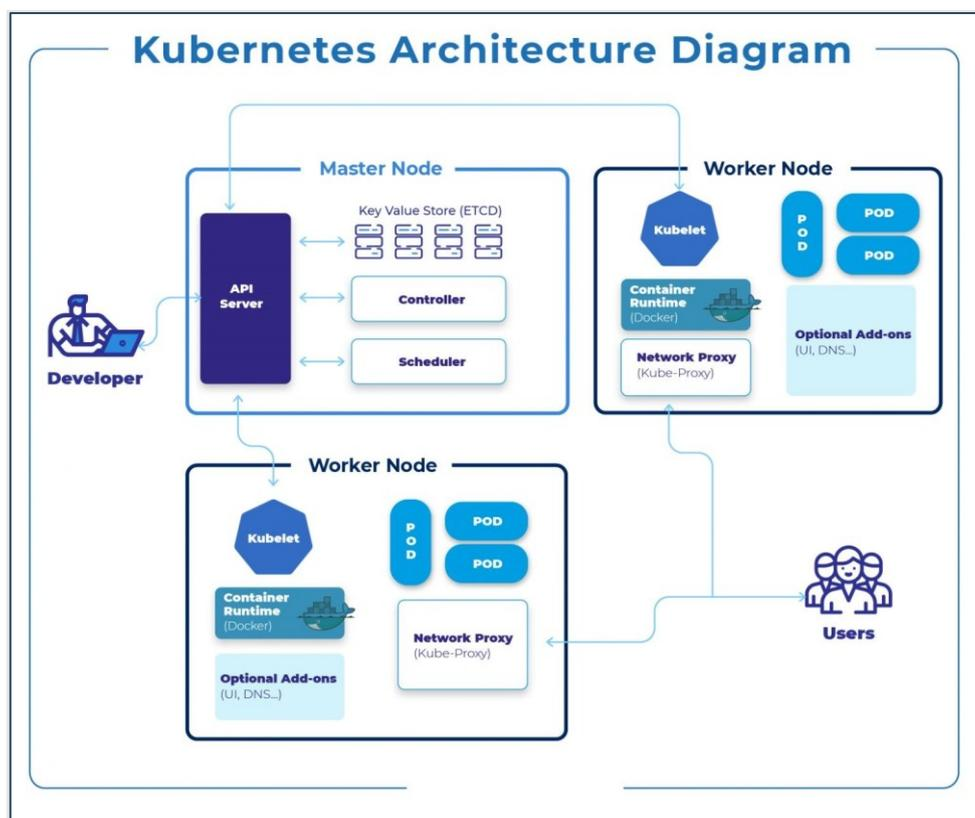 Kubernetes Architecture Diagram
Master Node
Key Value Store (ETCD)
API
Server
Controller
Scheduler
Developer
Worker Node
Kubelet
P
O
D
POD
POD
Container
Runtime
(Docker)
Network Proxy
(Kube-Proxy)
Optional Add-ons
(UI, DNS...)
Worker Node
Kubelet
P
O
D
POD
POD
Container
Runtime
(Docker)
Optional Add-ons
(UI, DNS...)
Network Proxy
(Kube-Proxy)
Users